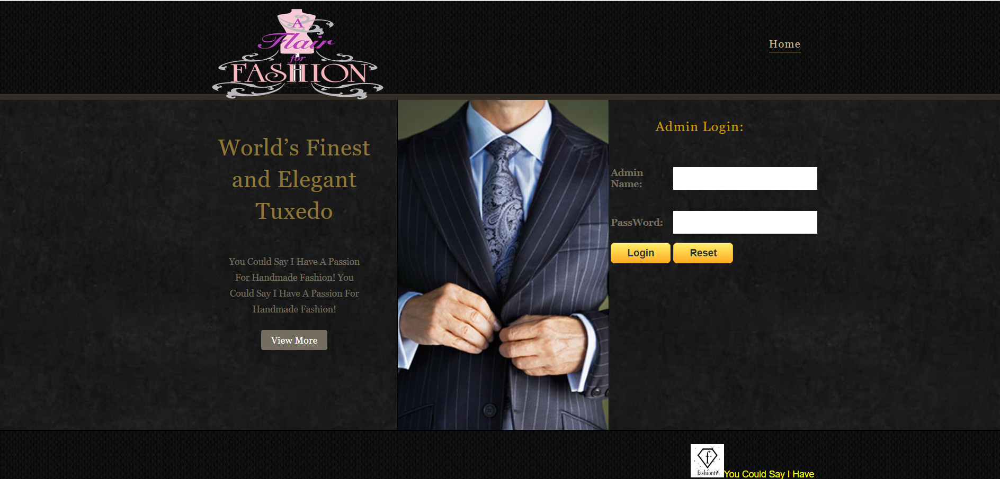 A
Flair
for
FASHION
Home
World’s Finest
and Elegant
Tuxedo
You Could Say I Have A Passion
For Handmade Fashion! You
Could Say I Have A Passion For
Handmade Fashion!
View More
Admin Login:
Admin
Name:
PassWord:
Login
Reset
f
fashiontv
You Could Say I Have